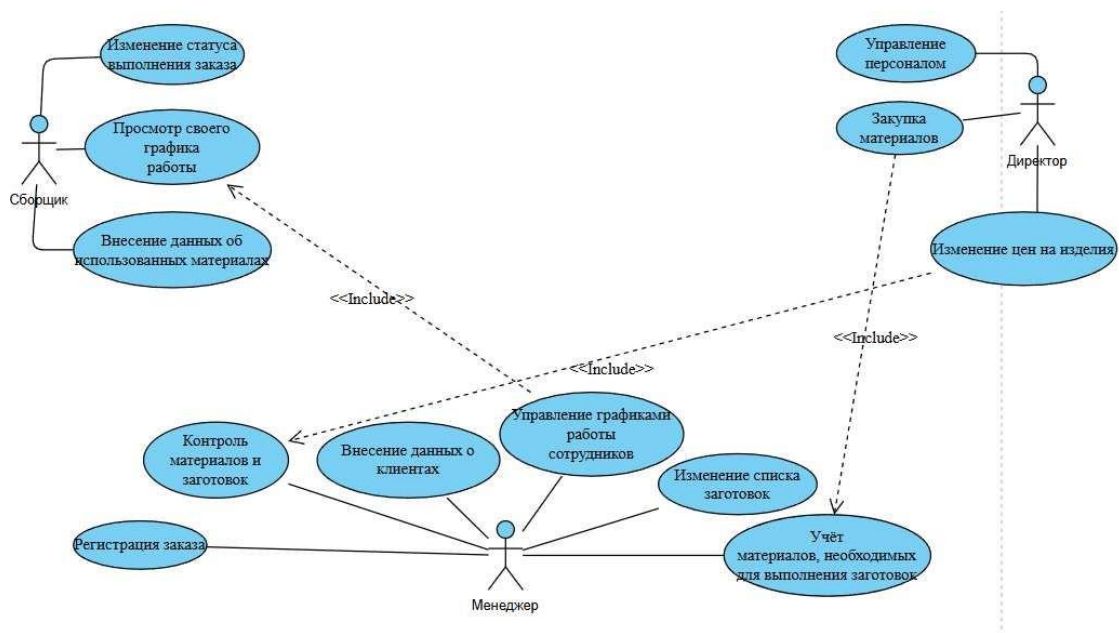 Изменение статуса
выполнения заказа
Управление
персоналом
Просмотр своего
графика
работы
Закупка
материалов
Сборщик
Директор
Внесение данных об
использованных материалах
Изменение цен на изделия
<<Include>>
<<Include>>
<<Include>>
Управление графиками
работы
сотрудников
Контроль
материалов и
заготовок
Внесение данных о
клиентах
Изменение списка
заготовок
Регистрация заказа
Учёт
материалов, необходимых
для выполнения заготовок
Менеджер